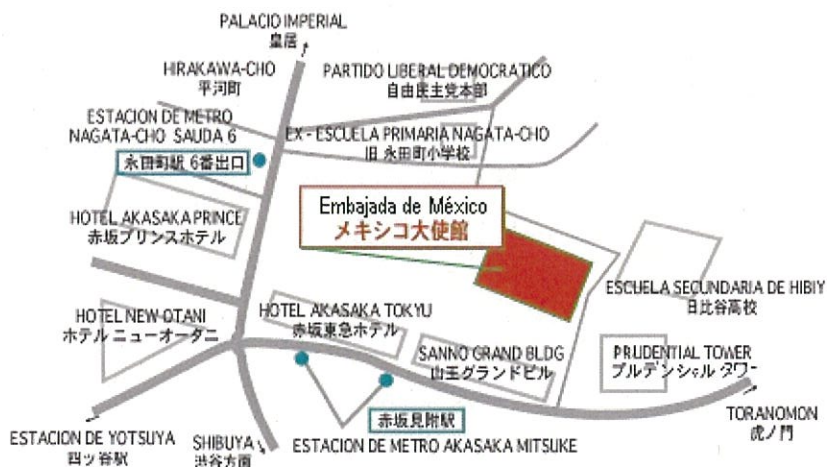 PALACIO IMPERIAL
皇居
HIRAKAWA-CHO
平河町
PARTIDO LIBERAL DEMOCRATICO
自由民主党本部
ESTACION DE METRO
NAGATA-CHO SAUDA 6
永田町駅 6番出口
EX - ESCUELA PRIMARIA NAGATA-CHO
旧 永田町小学校
Embajada de México
メキシコ大使館
HOTEL AKASAKA PRINCE
赤坂プリンスホテル
ESCUELA SECUNDARIA DE HIBIY
日比谷高校
HOTEL NEW OTANI
ホテル ニューオータニ
HOTEL AKASAKA TOKYU
赤坂東急ホテル
SANNO GRAND BLDG
山王グランドビル
PRUDENTIAL TOWER
プルデンシャル タワー
赤坂見附駅
ESTACION DE METRO AKASAKA MITSUKE
TORANOMON
虎ノ門
ESTACION DE YOTSUYA
四ッ谷駅
SHIBUYA
渋谷方面